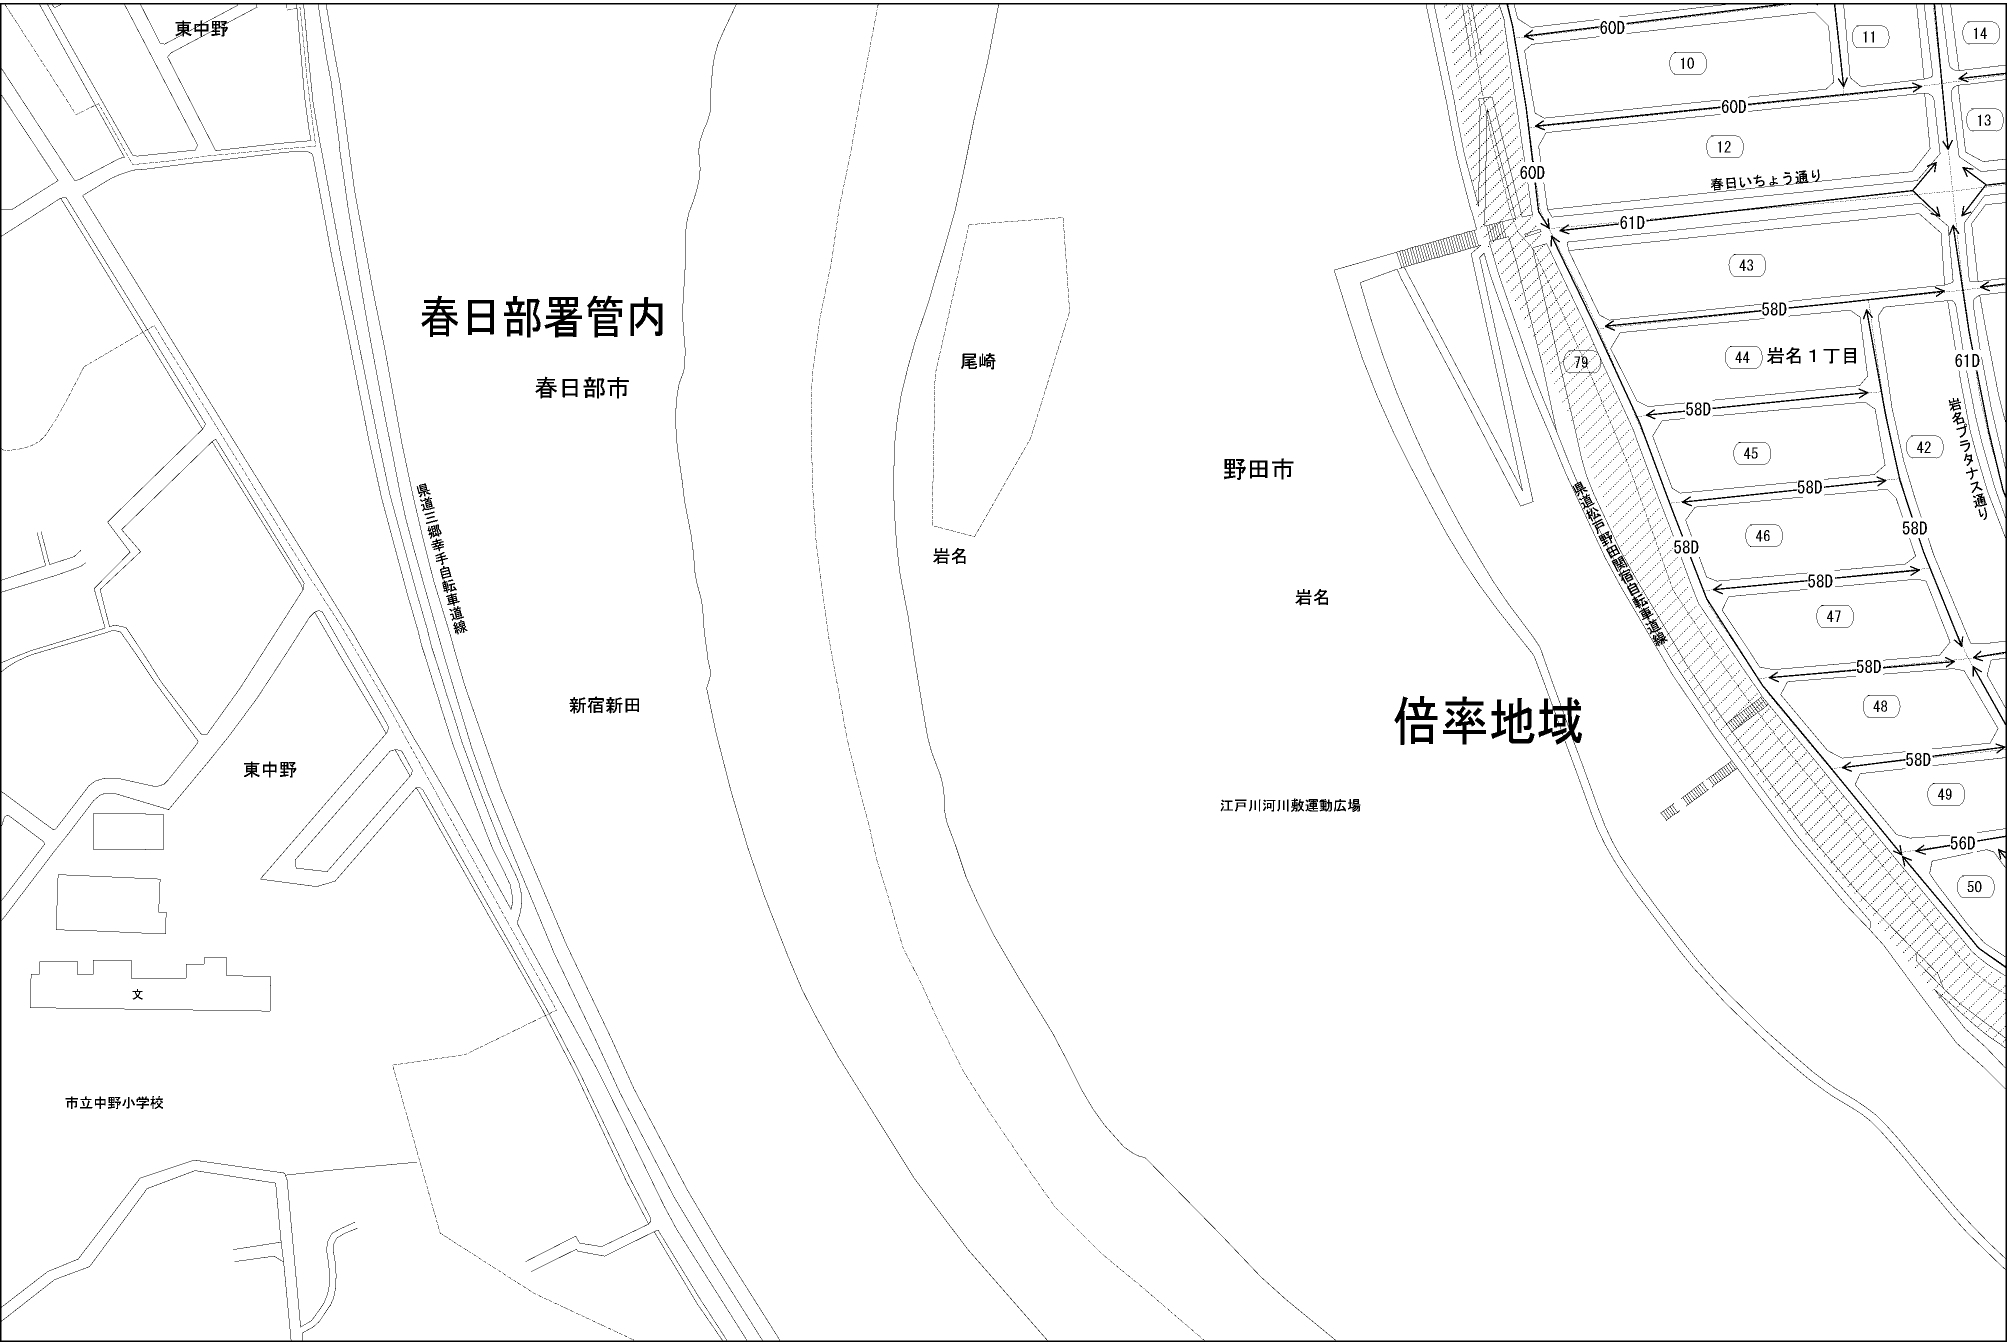 東中野
60D
11
14
10
60D
13
12
60D
春日いちょう通り
61D
43
春日部署管内
58D
尾崎
79
44
岩名１丁目
61D
春日部市
58D
岩名プラタナス通り
45
42
野田市
県道三郷幸手自転車道線
県道松戸野田関宿自転車道線
58D
58D
46
58D
岩名
58D
岩名
47
58D
新宿新田
48
倍率地域
東中野
58D
49
江戸川河川敷運動広場
56D
50
文
市立中野小学校